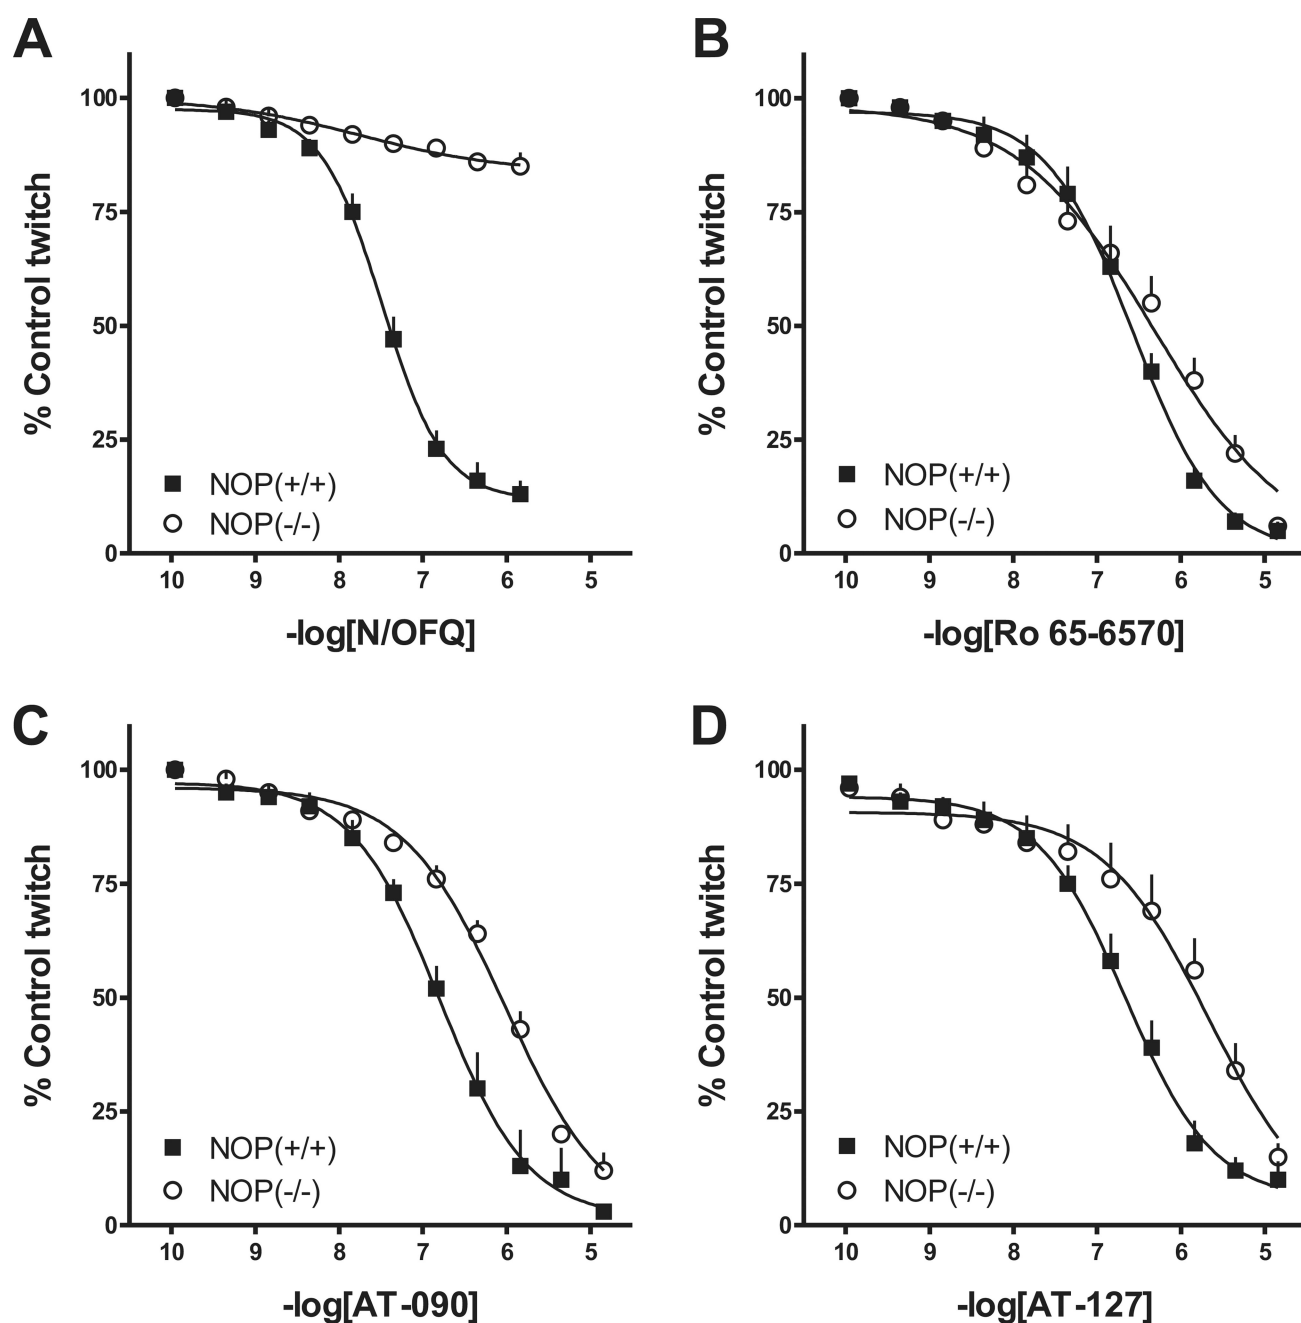 A
% Control twitch
100
75
50
25
0
NOP(+/+)
NOP(-/-)
10 9 8 7 6 5
-log[N/OFQ]
B
% Control twitch
100
75
50
25
0
NOP(+/+)
NOP(-/-)
10 9 8 7 6 5
-log[Ro 65-6570]
C
% Control twitch
100
75
50
25
0
NOP(+/+)
NOP(-/-)
10 9 8 7 6 5
-log[AT-090]
D
% Control twitch
100
75
50
25
0
NOP(+/+)
NOP(-/-)
10 9 8 7 6 5
-log[AT-127]